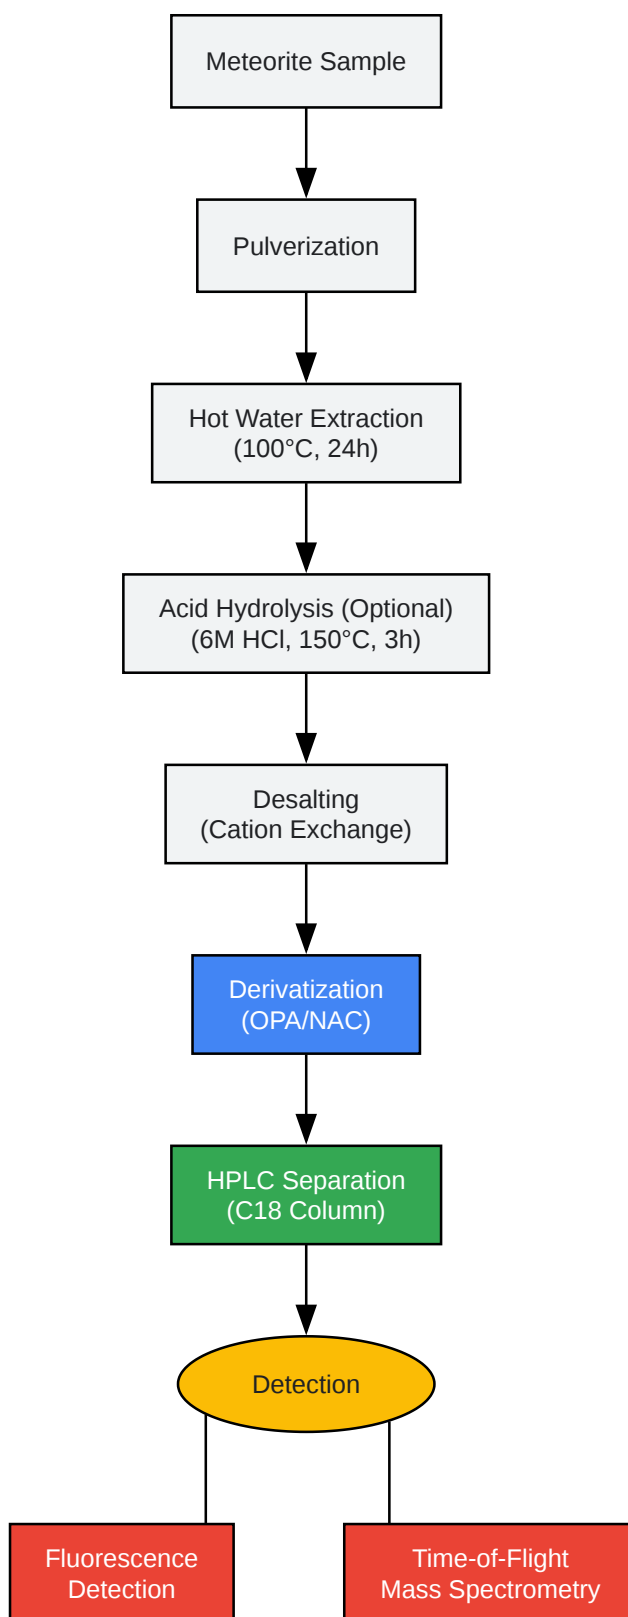 Meteorite Sample
Pulverization
Hot Water Extraction
(100°C, 24h)
Acid Hydrolysis (Optional)
(6M HCl, 150°C, 3h)
Desalting
(Cation Exchange)
Derivatization
(OPA/NAC)
HPLC Separation
(C18 Column)
Detection
Fluorescence
Detection
Time-of-Flight
Mass Spectrometry